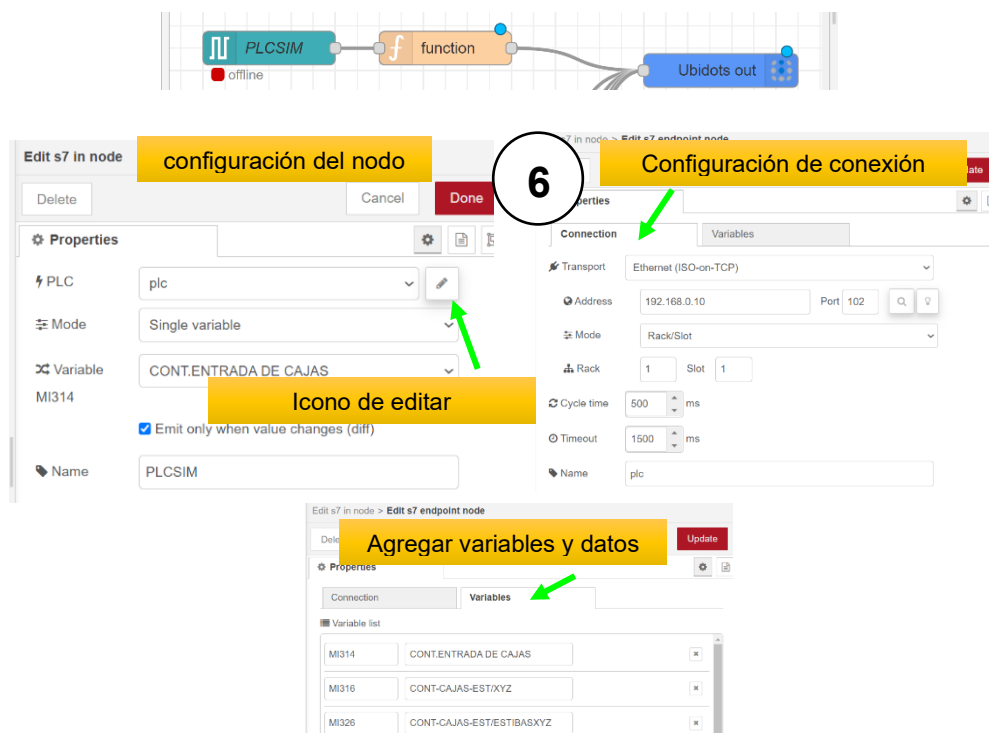 PLCSIM
function
offline
Ubidots out
Edit s7 in node
configuración del nodo
Delete
Cancel
Done
Properties
PLC
plc
Mode
Single variable
Variable
CONT.ENTRADA DE CAJAS
MI314
Icono de editar
Emit only when value changes (diff)
Name
PLCSIM
6
s7 in node > Edit s7 endpoint node
Configuración de conexión
Connection
Variables
Transport
Ethernet (ISO-on-TCP)
Address
192.168.0.10
Port
102
Mode
Rack/Slot
Rack
1
Slot
1
Cycle time
500
ms
Timeout
1500
ms
Name
plc
Edit s7 in node > Edit s7 endpoint node
Agregar variables y datos
Update
Properties
Connection
Variables
Variable list
MI314
CONT.ENTRADA DE CAJAS
MI316
CONT-CAJAS-EST/XYZ
MI326
CONT-CAJAS-EST/ESTIBASXYZ